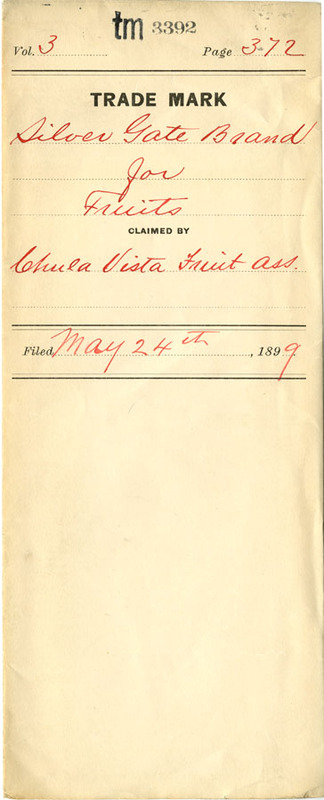 tm 3392
Vol. 3 Page 372
TRADE MARK
Silver Gate Brand
for
Fruits
CLAIMED BY
Chula Vista Fruit ass.
Filed May 24th, 1899